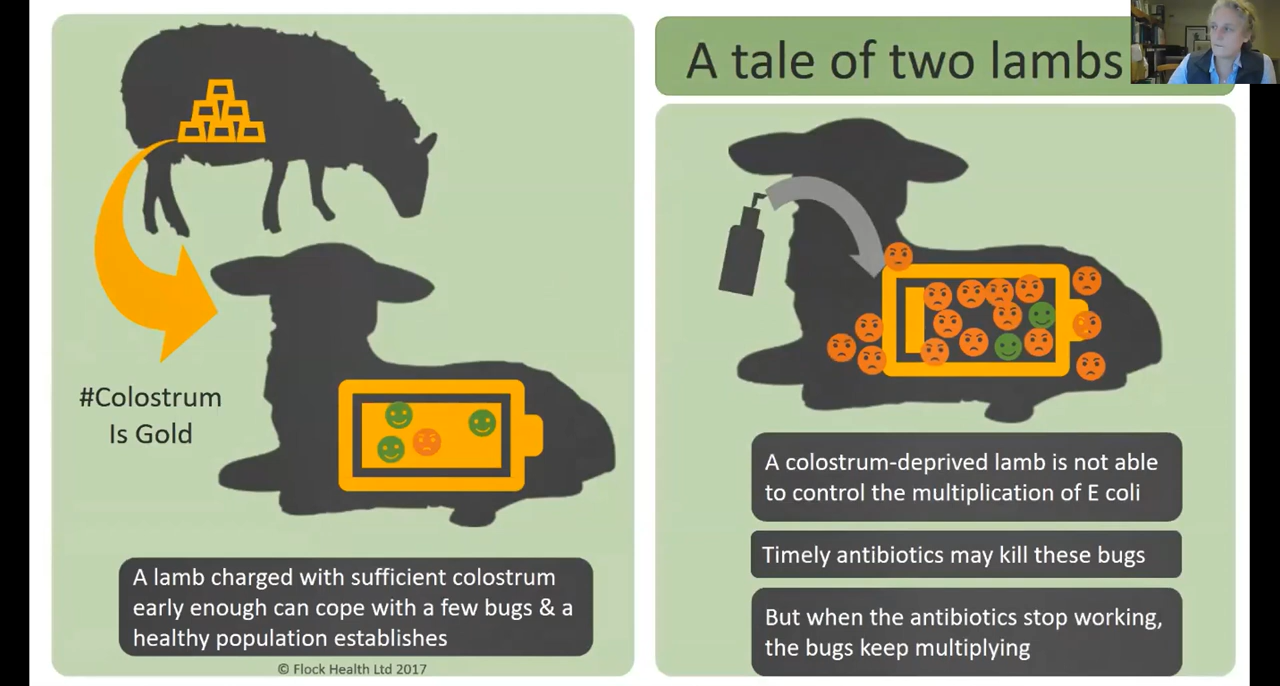 A tale of two lambs
#Colostrum
Is Gold
A lamb charged with sufficient colostrum
early enough can cope with a few bugs & a
healthy population establishes
© Flock Health Ltd 2017
A colostrum-deprived lamb is not able
to control the multiplication of E coli
Timely antibiotics may kill these bugs
But when the antibiotics stop working,
the bugs keep multiplying